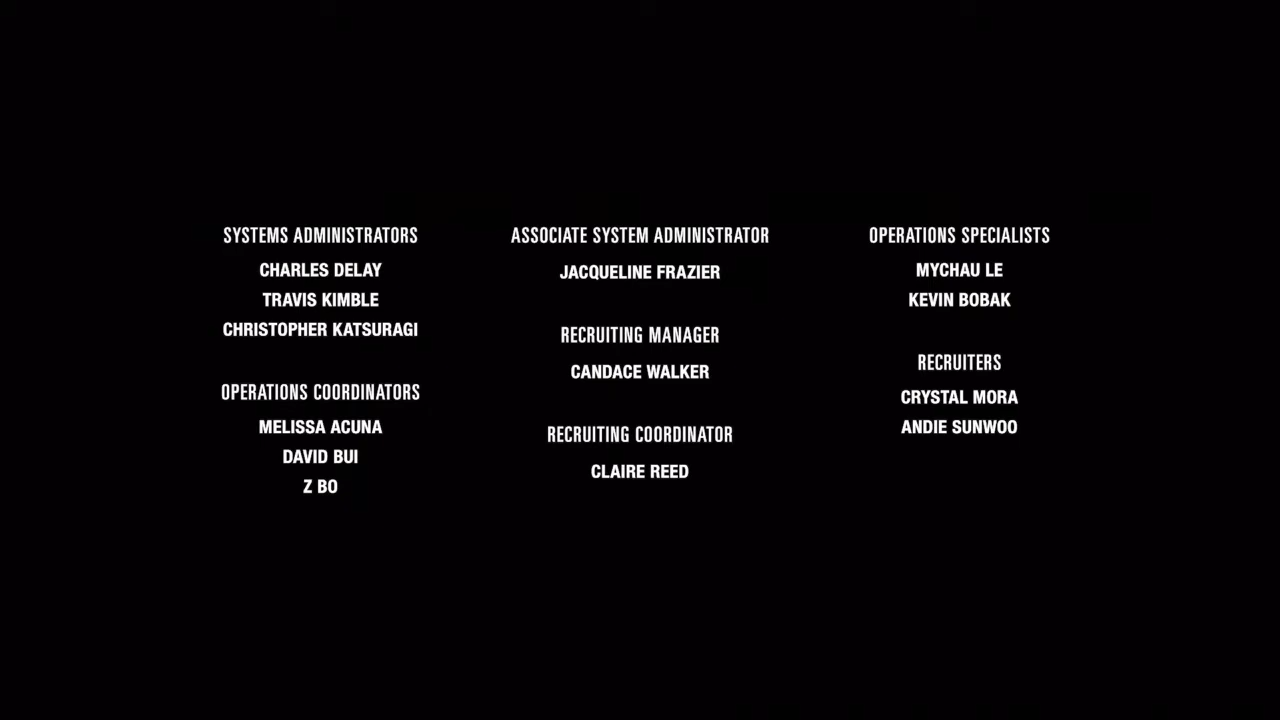 SYSTEMS ADMINISTRATORS
CHARLES DELAY
TRAVIS KIMBLE
CHRISTOPHER KATSURAGI
OPERATIONS COORDINATORS
MELISSA ACUNA
DAVID BUI
Z BO
ASSOCIATE SYSTEM ADMINISTRATOR
JACQUELINE FRAZIER
RECRUITING MANAGER
CANDACE WALKER
RECRUITING COORDINATOR
CLAIRE REED
OPERATIONS SPECIALISTS
MYCHAU LE
KEVIN BOBAK
RECRUITERS
CRYSTAL MORA
ANDIE SUNWOO